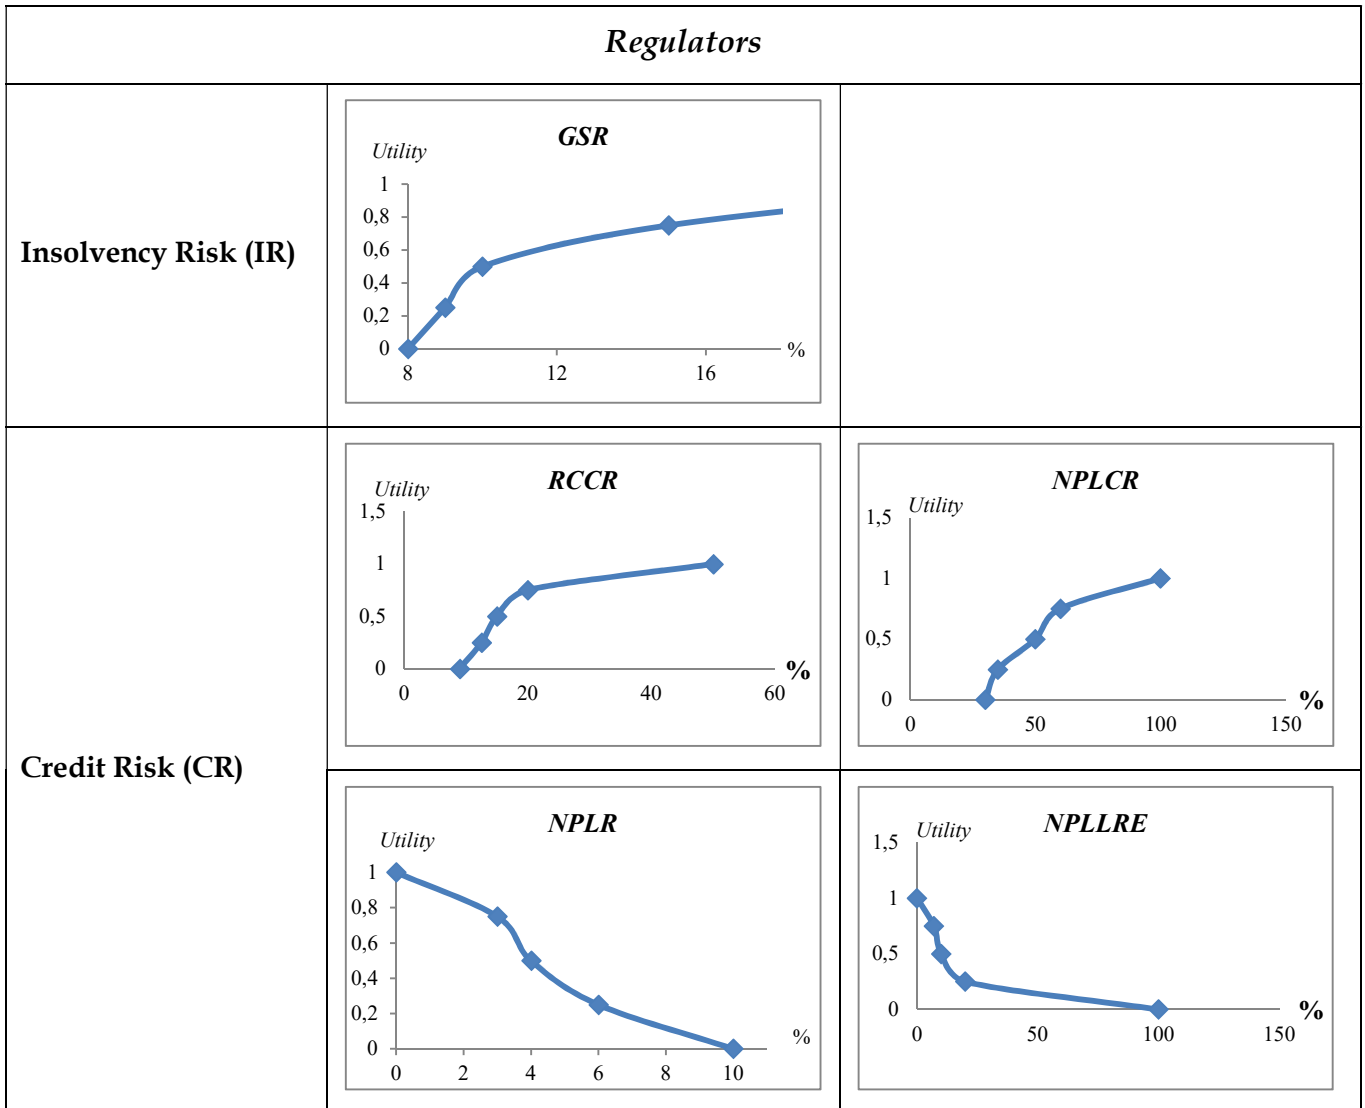 Regulators
Insolvency Risk (IR)
GSR
Utility
1
0,8
0,6
0,4
0,2
0
%
8 12 16
Credit Risk (CR)
RCCR
Utility
1,5
1
0,5
0
%
0 20 40 60
NPLCR
Utility
1,5
1
0,5
0
%
0 50 100 150
NPLR
Utility
1
0,8
0,6
0,4
0,2
0
%
0 2 4 6 8 10
NPLLRE
Utility
1,5
1
0,5
0
%
0 50 100 150